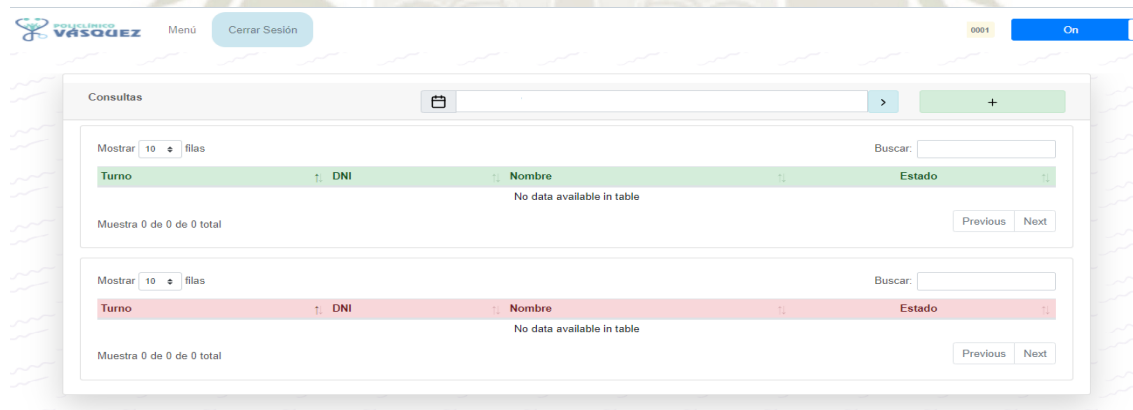 POLICLÍNICO
VÁSQUEZ Menú Cerrar Sesión 0001 On
Consultas > +
Mostrar 10 filas Buscar:
Turno DNI Nombre Estado
No data available in table
Muestra 0 de 0 de 0 total Previous Next
Mostrar 10 filas Buscar:
Turno DNI Nombre Estado
No data available in table
Muestra 0 de 0 de 0 total Previous Next